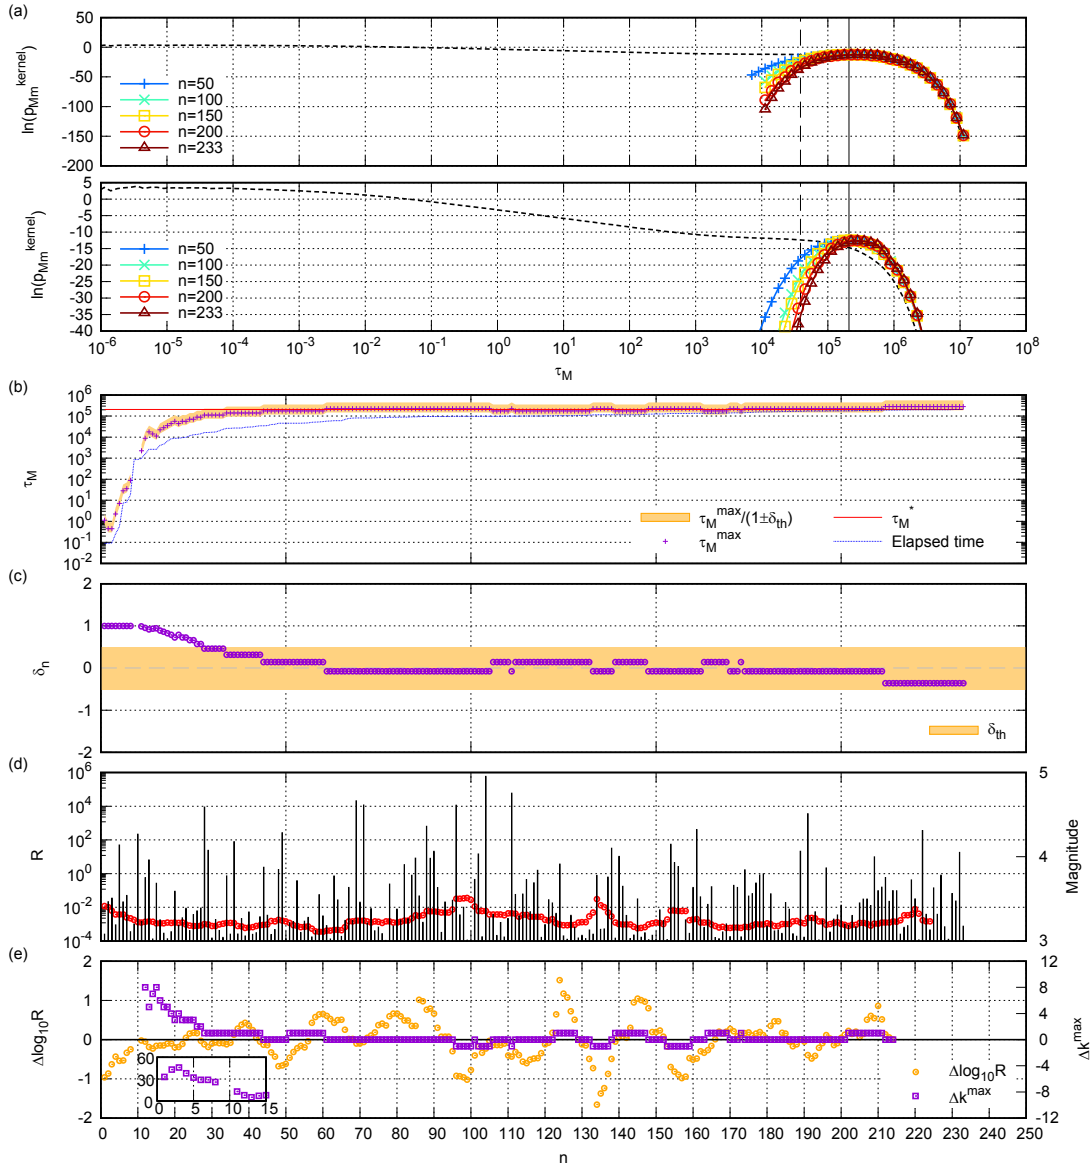 (a)
ln(p_Mm^kernel)
50
0
-50
-100
-150
-200
n=50
n=100
n=150
n=200
n=233
ln(p_Mm^kernel)
5
0
-5
-10
-15
-20
-25
-30
-35
-40
n=50
n=100
n=150
n=200
n=233
10^-6 10^-5 10^-4 10^-3 10^-2 10^-1 10^0 10^1 10^2 10^3 10^4 10^5 10^6 10^7 10^8
τ_M
(b)
τ_M
10^6
10^5
10^4
10^3
10^2
10^1
10^0
10^-1
10^-2
τ_M^max/(1±δ_th)
τ_M^max
τ_M^*
Elapsed time
(c)
δ_n
2
1
0
-1
-2
δ_th
(d)
R
10^6
10^4
10^2
10^0
10^-2
10^-4
5
4
3
Magnitude
(e)
Δlog_10R
2
1
0
-1
-2
12
8
4
0
-4
-8
-12
Δk^max
60
30
0
0 5 10 15
Δlog_10R
Δk^max
0 10 20 30 40 50 60 70 80 90 100 110 120 130 140 150 160 170 180 190 200 210 220 230 240 250
n